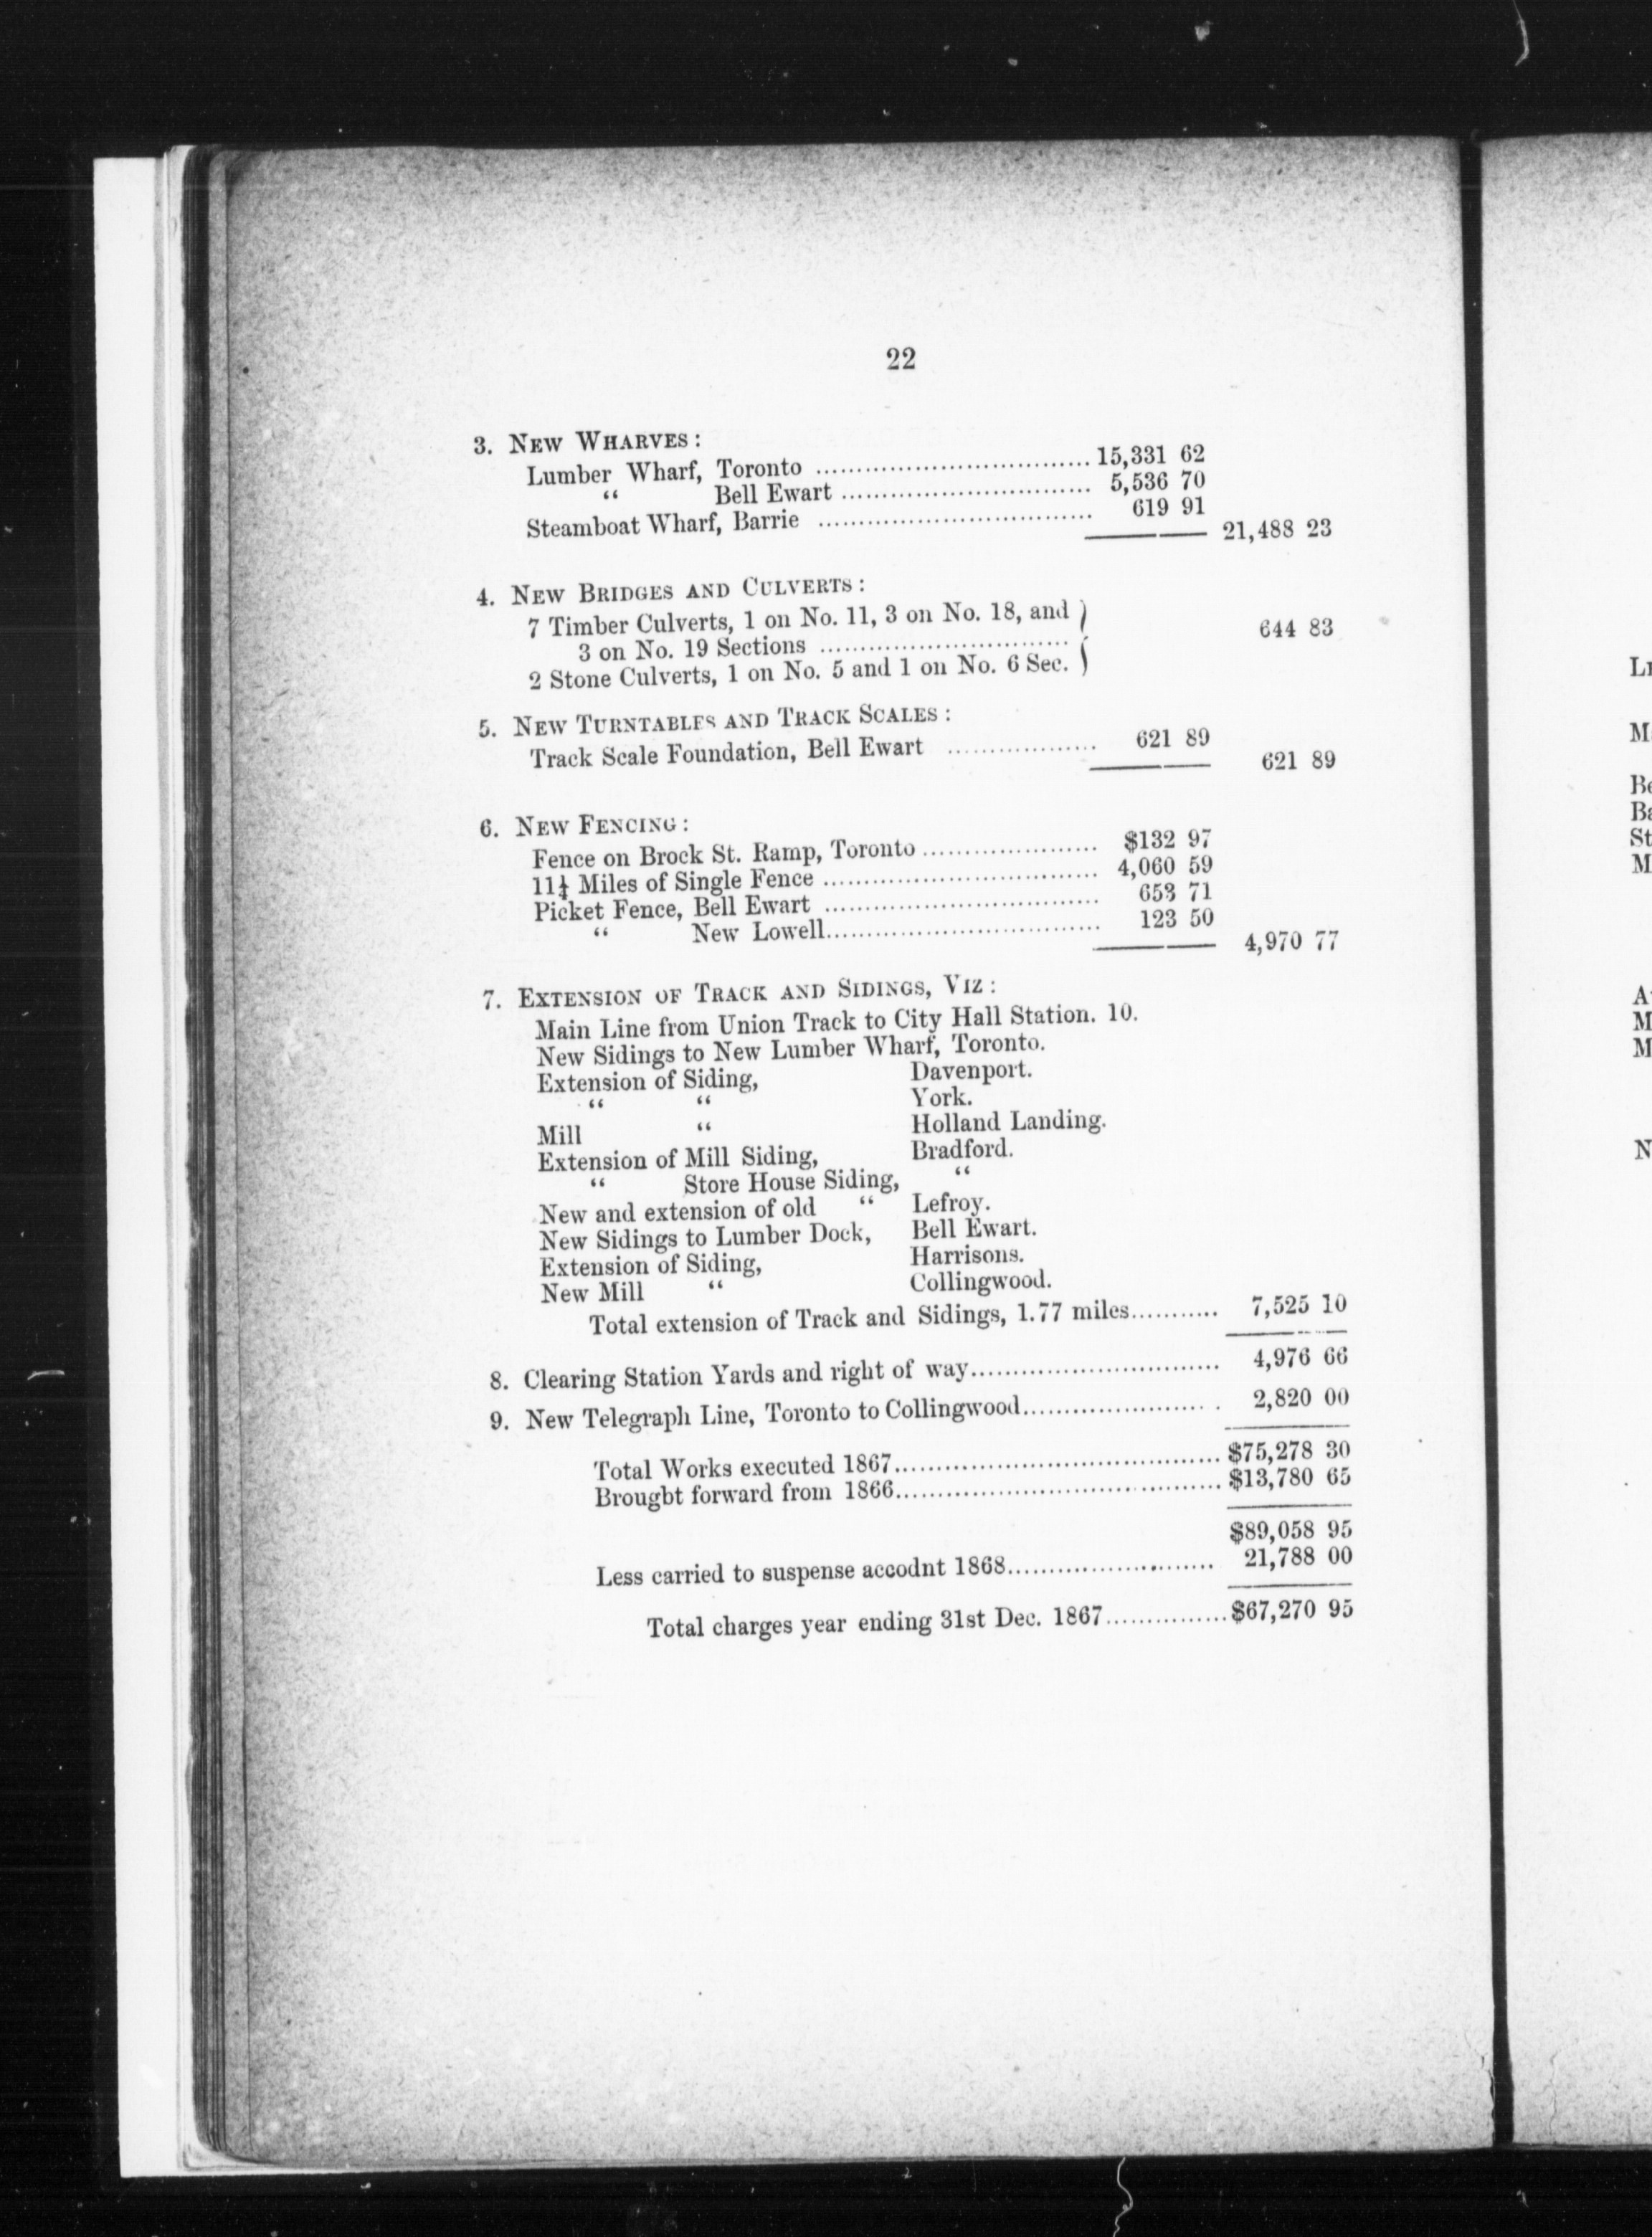 22
3. NEW WHARVES:
Lumber Wharf, Toronto ................................ 15,331 62
“ Bell Ewart .............................. 5,536 70
Steamboat Wharf, Barrie ................................ 619 91
21,488 23
4. NEW BRIDGES AND CULVERTS:
7 Timber Culverts, 1 on No. 11, 3 on No. 18, and }
3 on No. 19 Sections .............................. 644 83
2 Stone Culverts, 1 on No. 5 and 1 on No. 6 Sec. }
5. NEW TURNTABLES AND TRACK SCALES:
Track Scale Foundation, Bell Ewart .................. 621 89
621 89
6. NEW FENCING:
Fence on Brock St. Ramp, Toronto ..................... $132 97
11¼ Miles of Single Fence ................................ 4,060 59
Picket Fence, Bell Ewart ................................ 653 71
“ New Lowell................................. 123 50
4,970 77
7. EXTENSION OF TRACK AND SIDINGS, VIZ:
Main Line from Union Track to City Hall Station. 10.
New Sidings to New Lumber Wharf, Toronto.
Extension of Siding, Davenport.
“ “ York.
Mill “ Holland Landing.
Extension of Mill Siding, Bradford.
“ Store House Siding, “
New and extension of old “ Lefroy.
New Sidings to Lumber Dock, Bell Ewart.
Extension of Siding, Harrisons.
New Mill “ Collingwood.
Total extension of Track and Sidings, 1.77 miles........... 7,525 10
8. Clearing Station Yards and right of way.............................. 4,976 66
9. New Telegraph Line, Toronto to Collingwood........................ 2,820 00
Total Works executed 1867....................................... $75,278 30
Brougbt forward from 1866....................................... $13,780 65
$89,058 95
Less carried to suspense accodnt 1868......................... 21,788 00
Total charges year ending 31st Dec. 1867...............$67,270 95